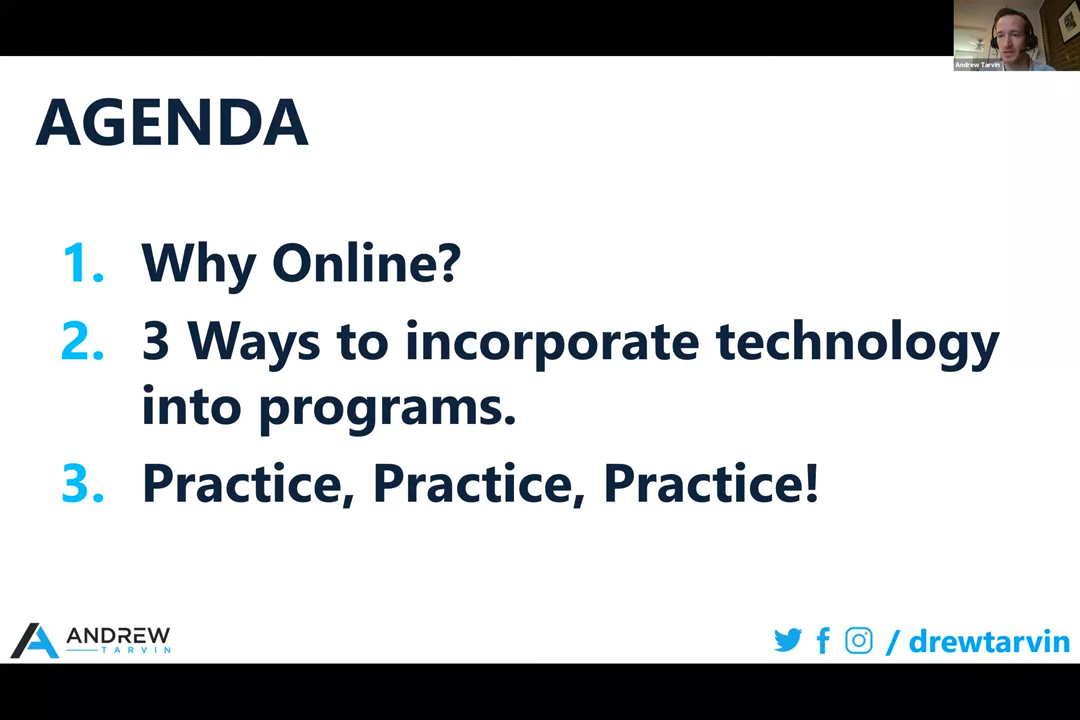 Andrew Tarvin
AGENDA
1. Why Online?
2. 3 Ways to incorporate technology
into programs.
3. Practice, Practice, Practice!
ANDREW
TARVIN
/ drewtarvin